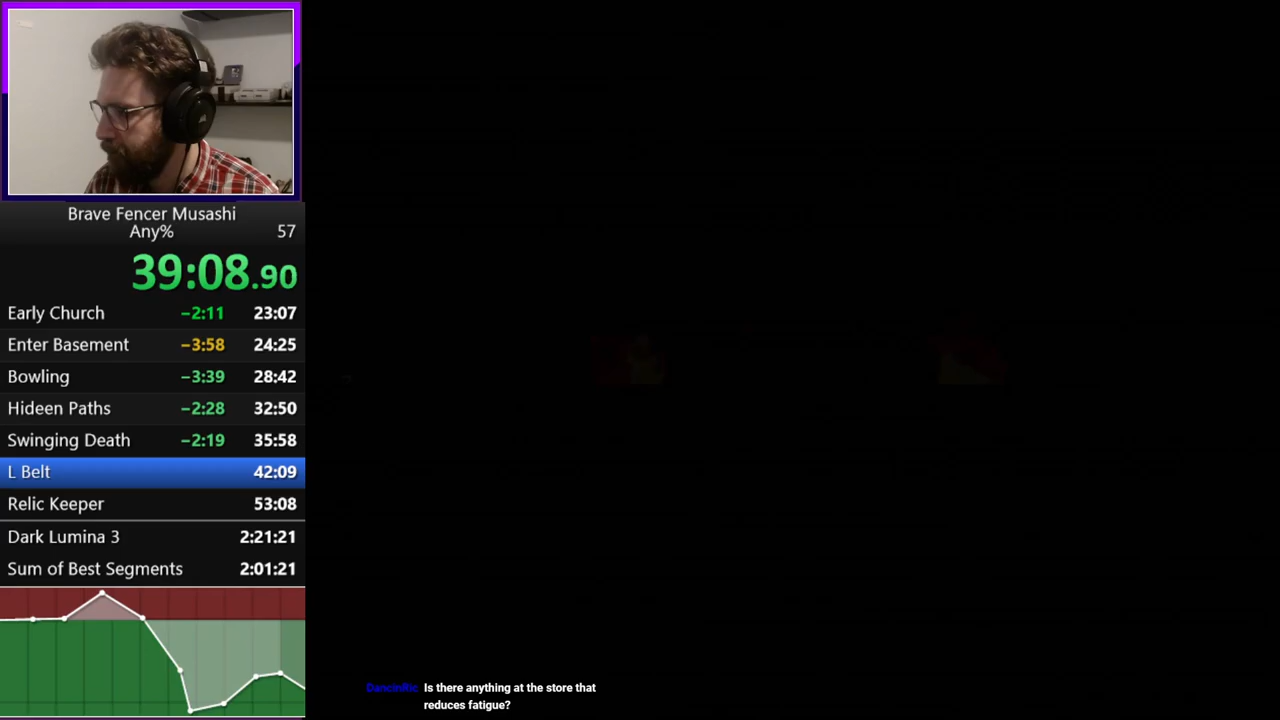 Brave Fencer Musashi
Any% 57
39:08.90
Early Church -2:11 23:07
Enter Basement -3:58 24:25
Bowling -3:39 28:42
Hideen Paths -2:28 32:50
Swinging Death -2:19 35:58
L Belt 42:09
Relic Keeper 53:08
Dark Lumina 3 2:21:21
Sum of Best Segments 2:01:21
DancinRic Is there anything at the store that
reduces fatigue?